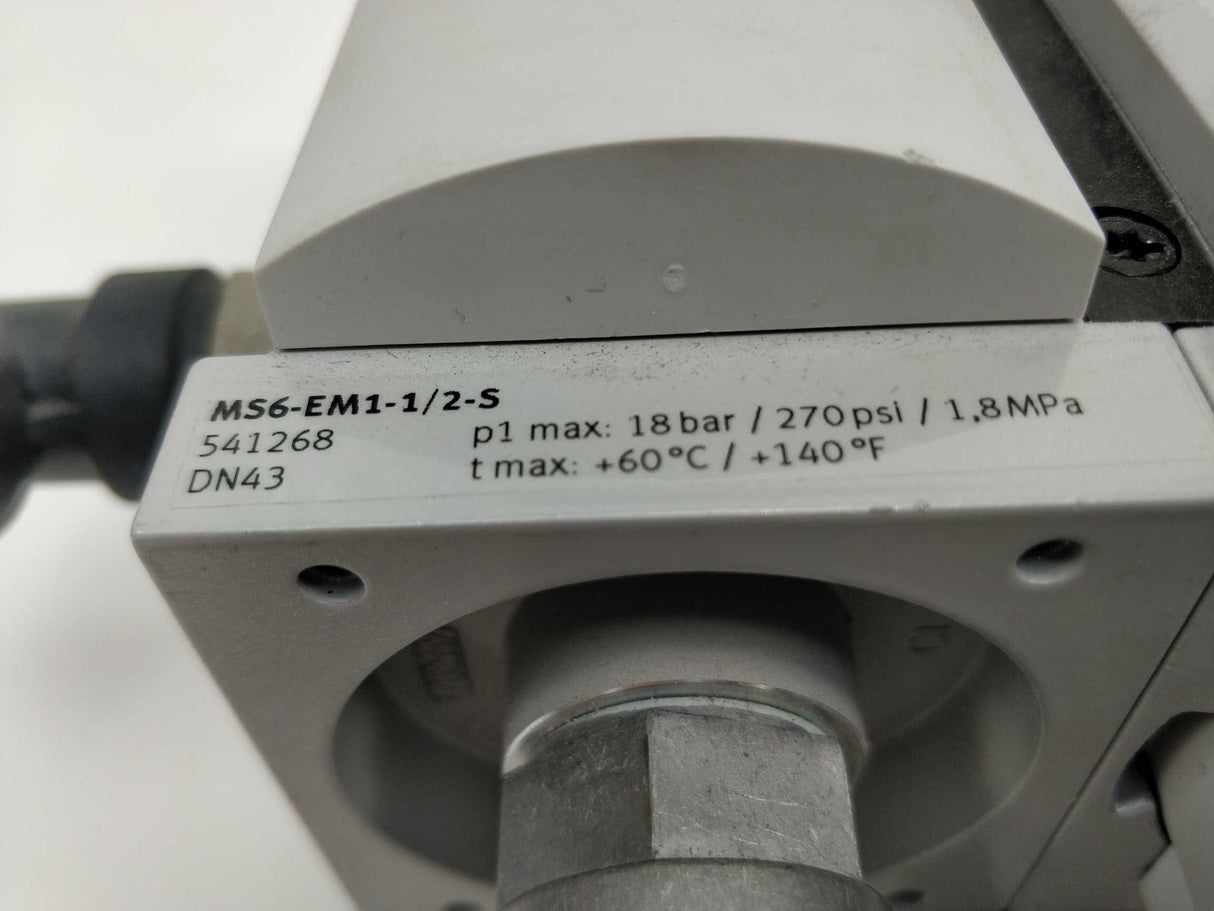 MS6-EM1-1/2-S
541268
DN43
p1 max: 18 bar / 270 psi / 1,8 MPa
t max: +60°C / +140°F